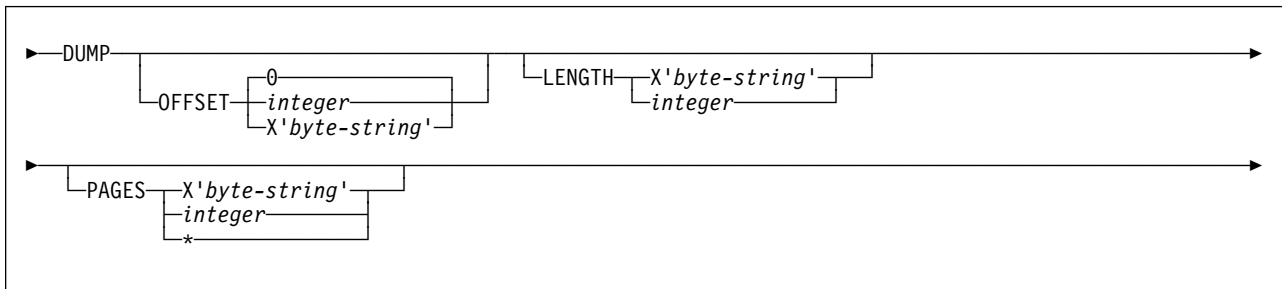 DUMP
0
OFFSET integer
X'byte-string'
LENGTH X'byte-string'
integer
PAGES X'byte-string'
integer
*